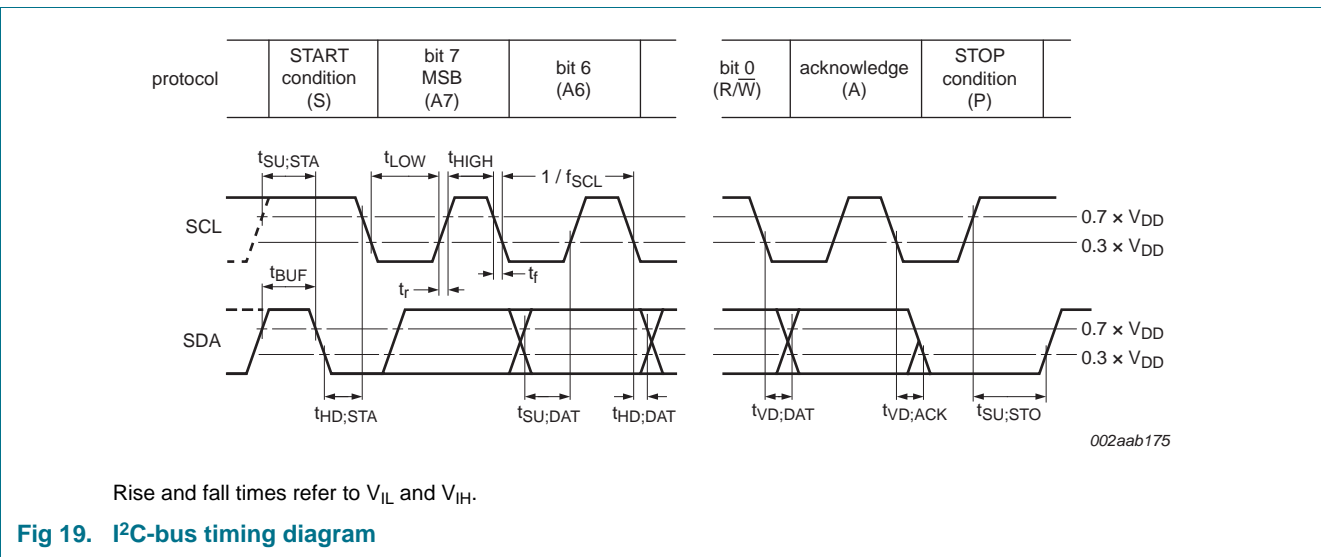 protocol
START
condition
(S)
bit 7
MSB
(A7)
bit 6
(A6)
bit 0
(R/W̅)
acknowledge
(A)
STOP
condition
(P)
tSU;STA
tLOW
tHIGH
1 / fSCL
SCL
0.7 × VDD
0.3 × VDD
tBUF
tr
tf
SDA
0.7 × VDD
0.3 × VDD
tHD;STA
tSU;DAT
tHD;DAT
tVD;DAT
tVD;ACK
tSU;STO
002aab175
Rise and fall times refer to VIL and VIH.
Fig 19. I²C-bus timing diagram